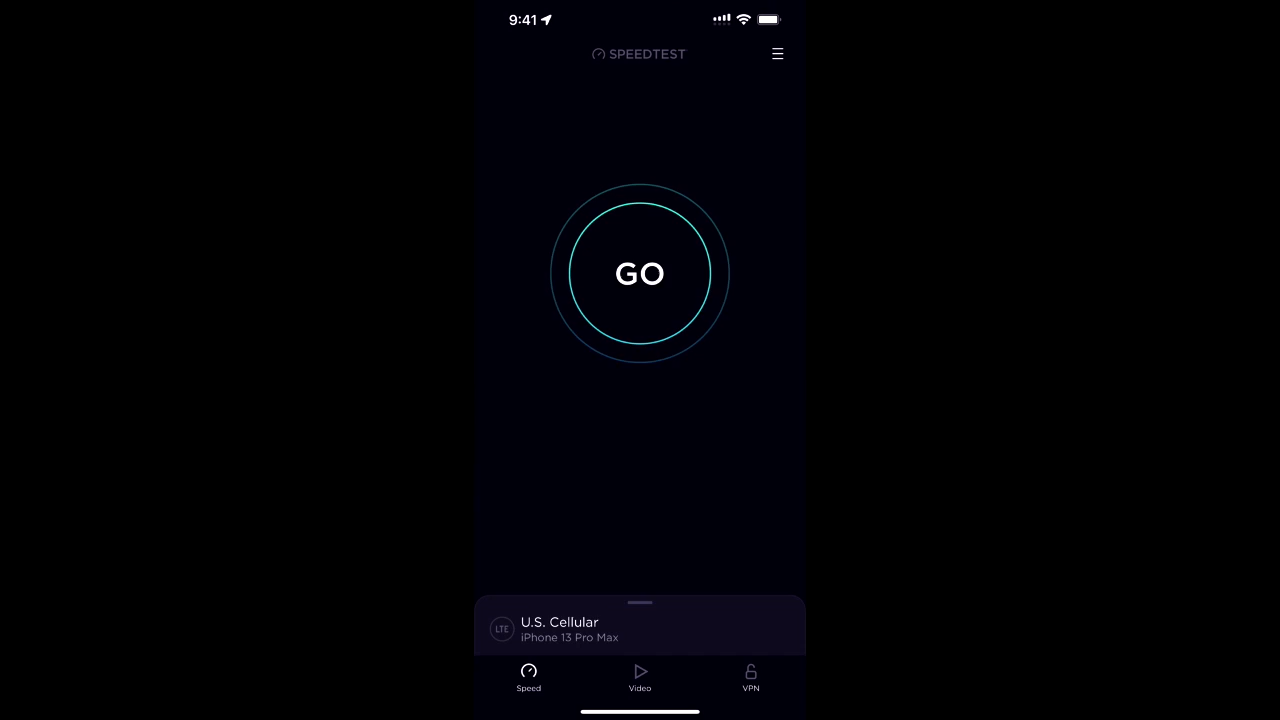 9:41
SPEEDTEST
GO
LTE
U.S. Cellular
iPhone 13 Pro Max
Speed
Video
VPN